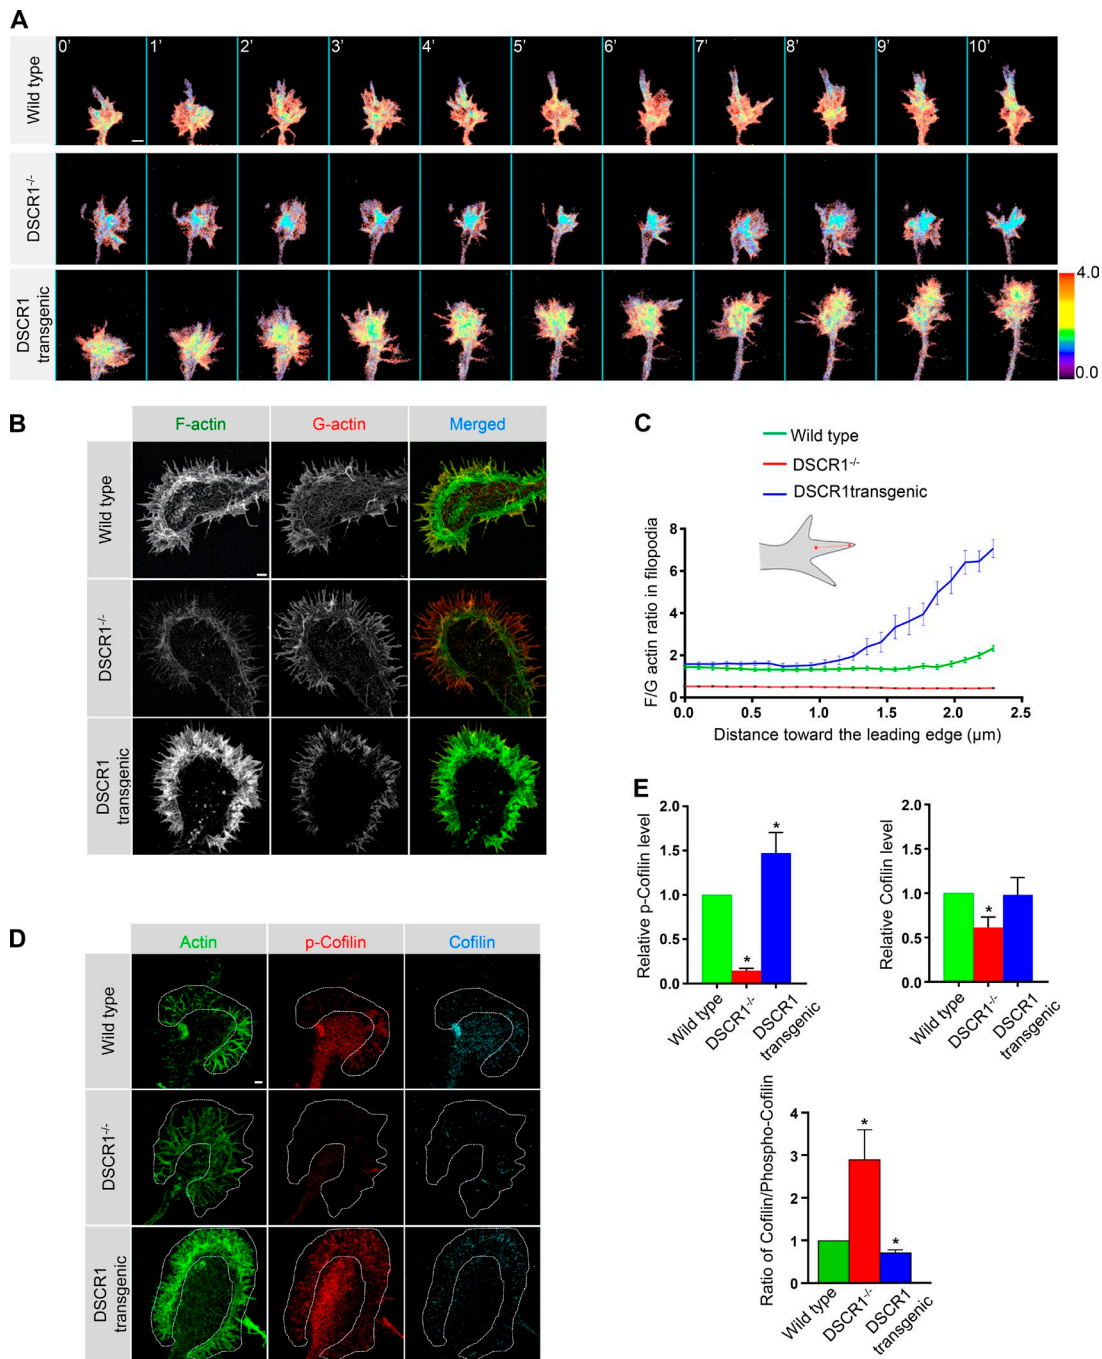 A
0'
1'
2'
3'
4'
5'
6'
7'
8'
9'
10'
Wild type
DSCR1-/-
DSCR1
transgenic
4.0
0.0
B
F-actin
G-actin
Merged
Wild type
DSCR1-/-
DSCR1
transgenic
C
Wild type
DSCR1-/-
DSCR1transgenic
F/G actin ratio in filopodia
8
6
4
2
0
0.0
0.5
1.0
1.5
2.0
2.5
Distance toward the leading edge (μm)
D
Actin
p-Cofilin
Cofilin
Wild type
DSCR1-/-
DSCR1
transgenic
E
Relative p-Cofilin level
2.0
1.5
1.0
0.5
0.0
*
*
Wild type
DSCR1-/-
DSCR1
transgenic
Relative Cofilin level
2.0
1.5
1.0
0.5
0.0
*
Wild type
DSCR1-/-
DSCR1
transgenic
Ratio of Cofilin/Phospho-Cofilin
4
3
2
1
0
*
*
Wild type
DSCR1-/-
DSCR1
transgenic